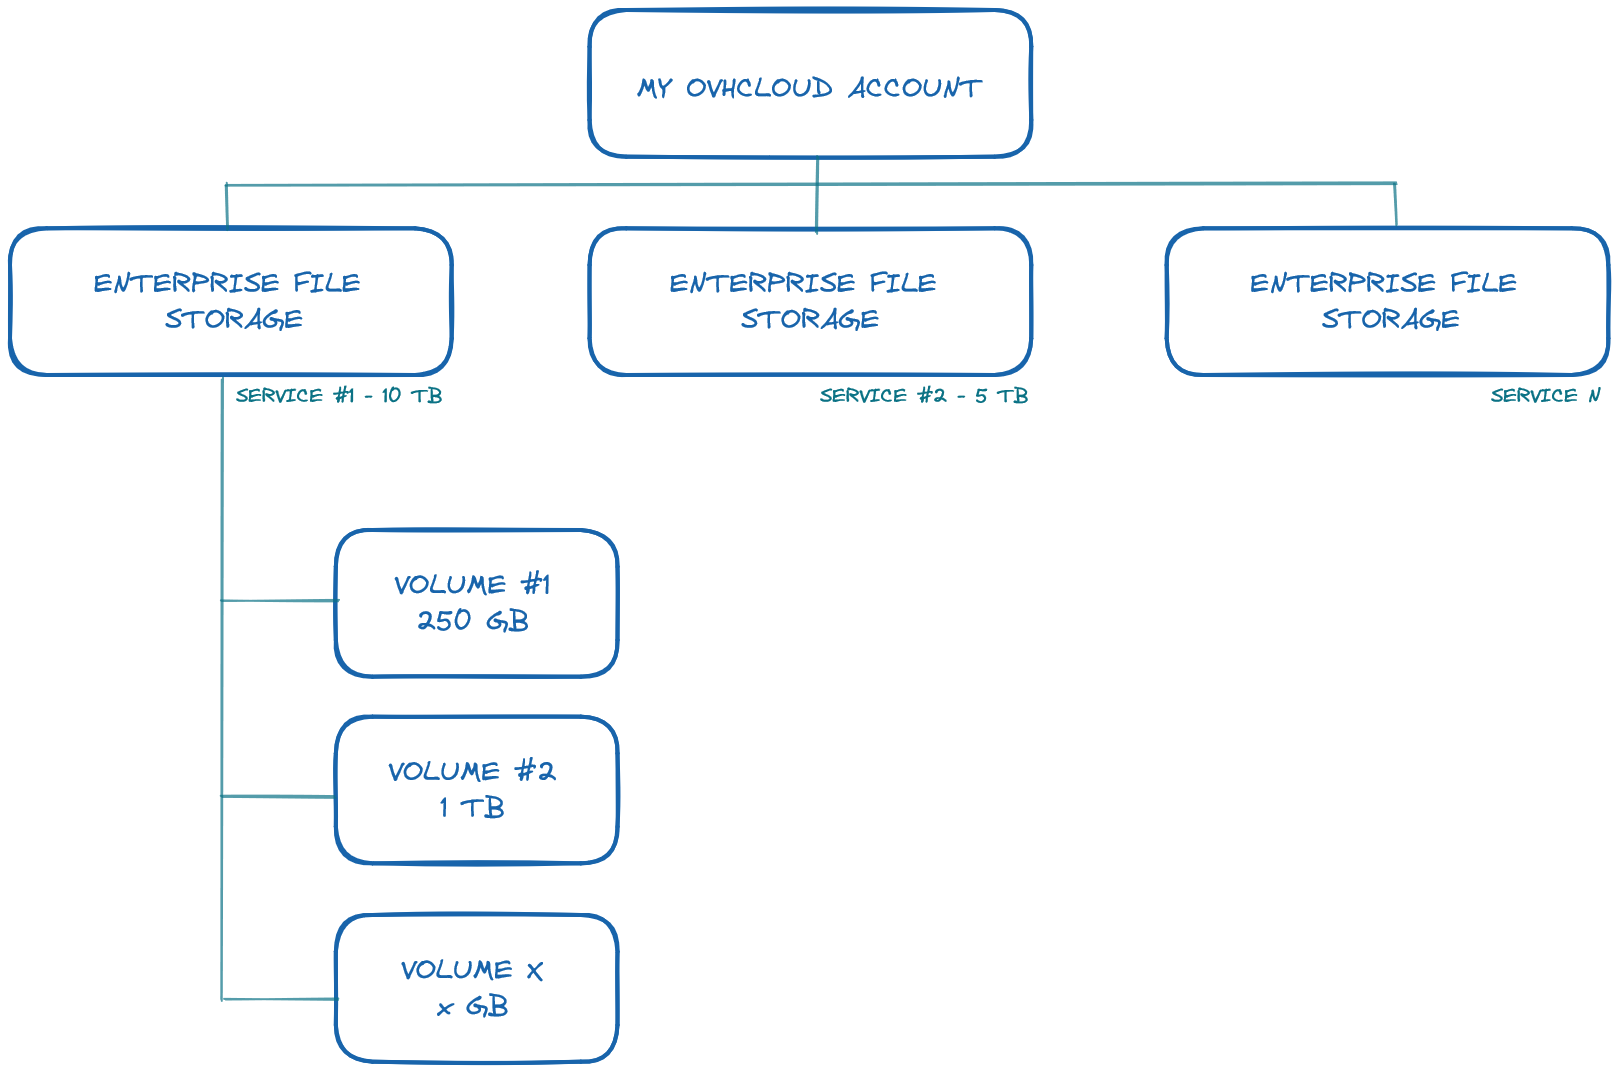 MY OVHCLOUD ACCOUNT
ENTERPRISE FILE
STORAGE
SERVICE #1 - 10 TB
ENTERPRISE FILE
STORAGE
SERVICE #2 - 5 TB
ENTERPRISE FILE
STORAGE
SERVICE N
VOLUME #1
250 GB
VOLUME #2
1 TB
VOLUME X
X GB